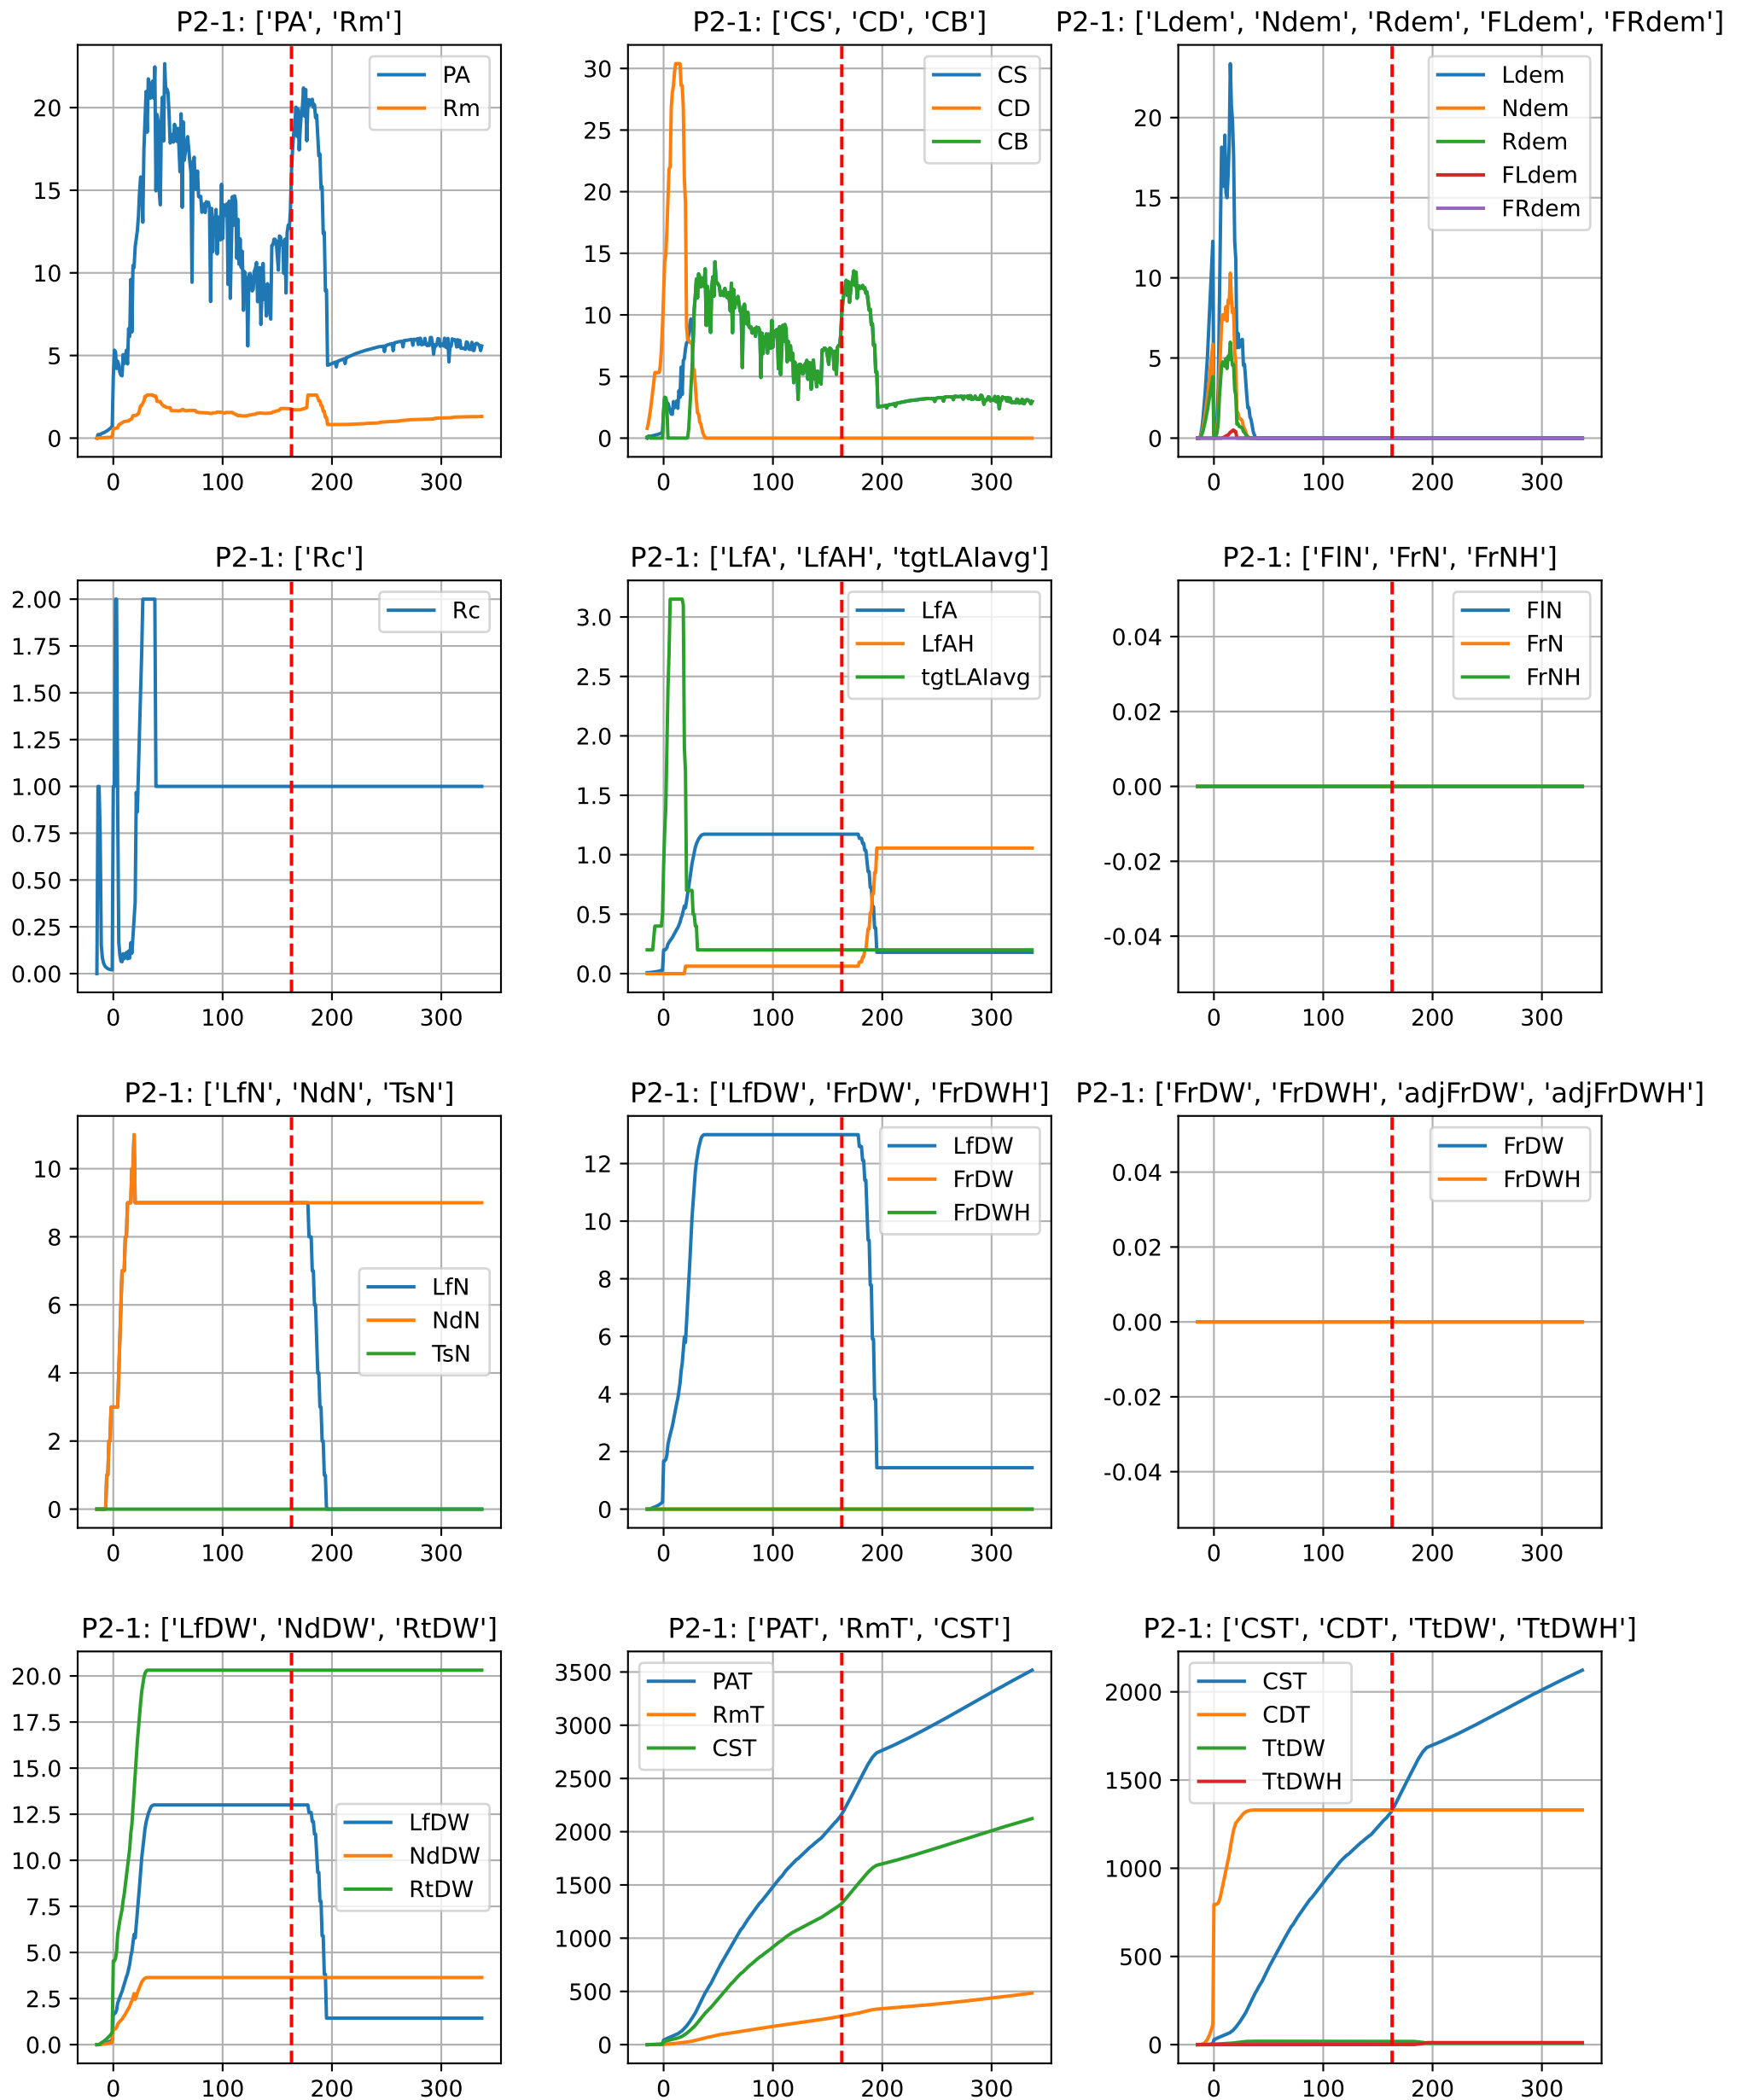 P2-1: ['PA', 'Rm']
PA
Rm
20
15
10
5
0
0 100 200 300
P2-1: ['CS', 'CD', 'CB']
CS
CD
CB
30
25
20
15
10
5
0
0 100 200 300
P2-1: ['Ldem', 'Ndem', 'Rdem', 'FLdem', 'FRdem']
Ldem
Ndem
Rdem
FLdem
FRdem
20
15
10
5
0
0 100 200 300
P2-1: ['Rc']
Rc
2.00
1.75
1.50
1.25
1.00
0.75
0.50
0.25
0.00
0 100 200 300
P2-1: ['LfA', 'LfAH', 'tgtLAIavg']
LfA
LfAH
tgtLAIavg
3.0
2.5
2.0
1.5
1.0
0.5
0.0
0 100 200 300
P2-1: ['FlN', 'FrN', 'FrNH']
FlN
FrN
FrNH
0.04
0.02
0.00
-0.02
-0.04
0 100 200 300
P2-1: ['LfN', 'NdN', 'TsN']
LfN
NdN
TsN
10
8
6
4
2
0
0 100 200 300
P2-1: ['LfDW', 'FrDW', 'FrDWH']
LfDW
FrDW
FrDWH
12
10
8
6
4
2
0
0 100 200 300
P2-1: ['FrDW', 'FrDWH', 'adjFrDW', 'adjFrDWH']
FrDW
FrDWH
0.04
0.02
0.00
-0.02
-0.04
0 100 200 300
P2-1: ['LfDW', 'NdDW', 'RtDW']
LfDW
NdDW
RtDW
20.0
17.5
15.0
12.5
10.0
7.5
5.0
2.5
0.0
0 100 200 300
P2-1: ['PAT', 'RmT', 'CST']
PAT
RmT
CST
3500
3000
2500
2000
1500
1000
500
0
0 100 200 300
P2-1: ['CST', 'CDT', 'TtDW', 'TtDWH']
CST
CDT
TtDW
TtDWH
2000
1500
1000
500
0
0 100 200 300